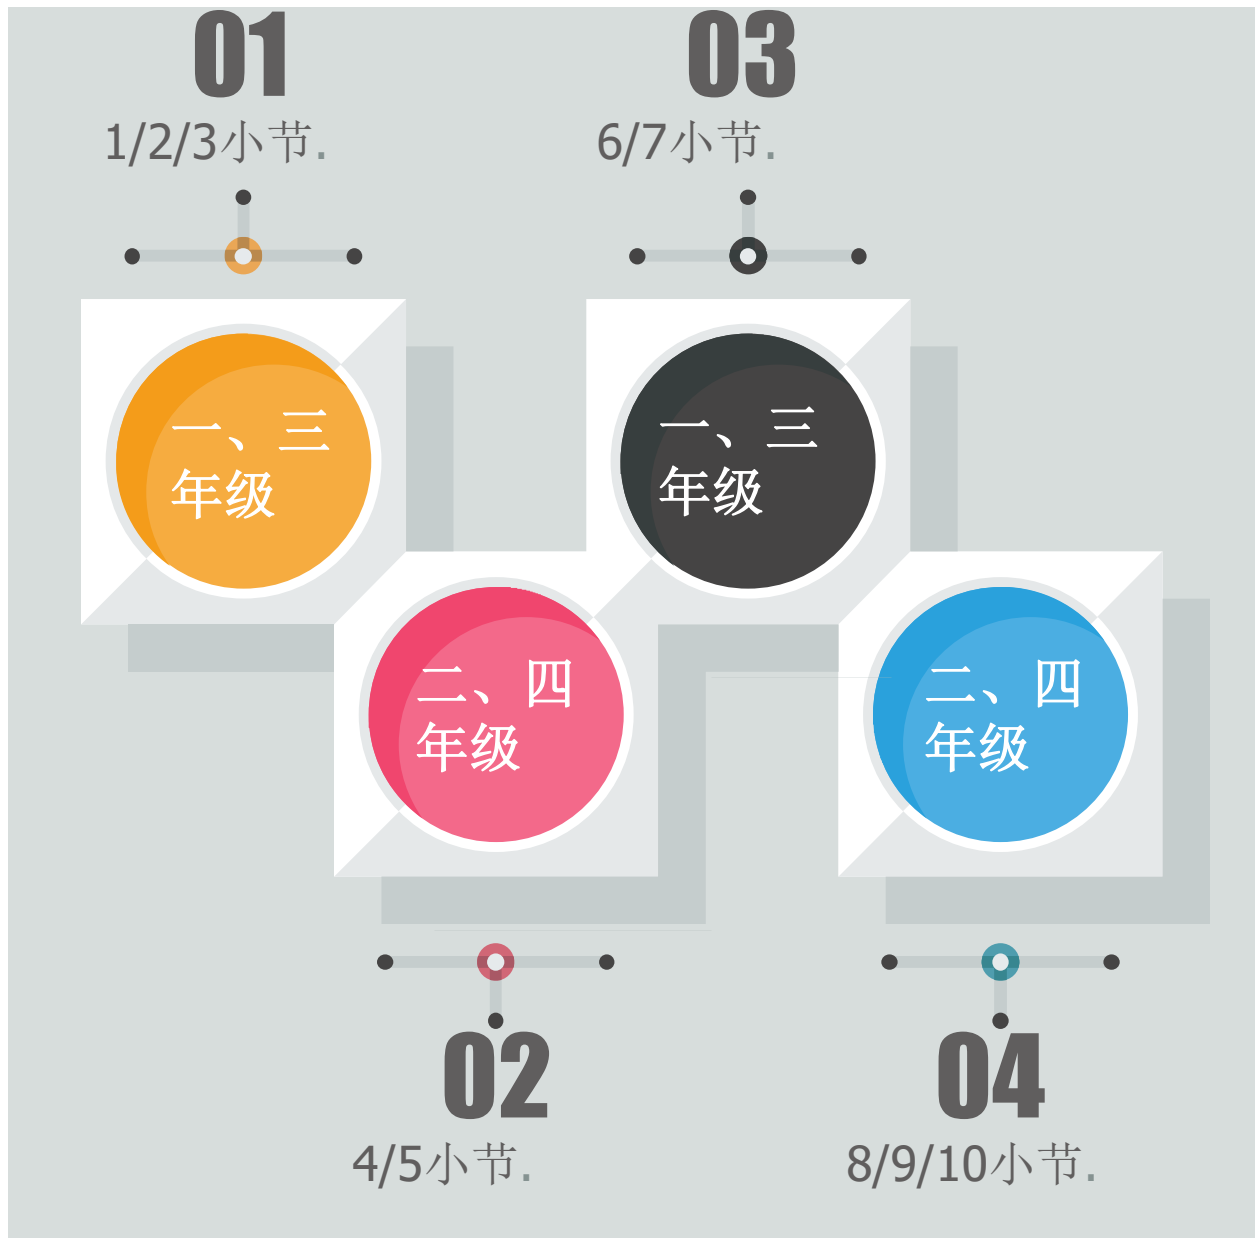 01
1/2/3小节.
一、三
年级
03
6/7小节.
一、三
年级
二、四
年级
02
4/5小节.
二、四
年级
04
8/9/10小节.